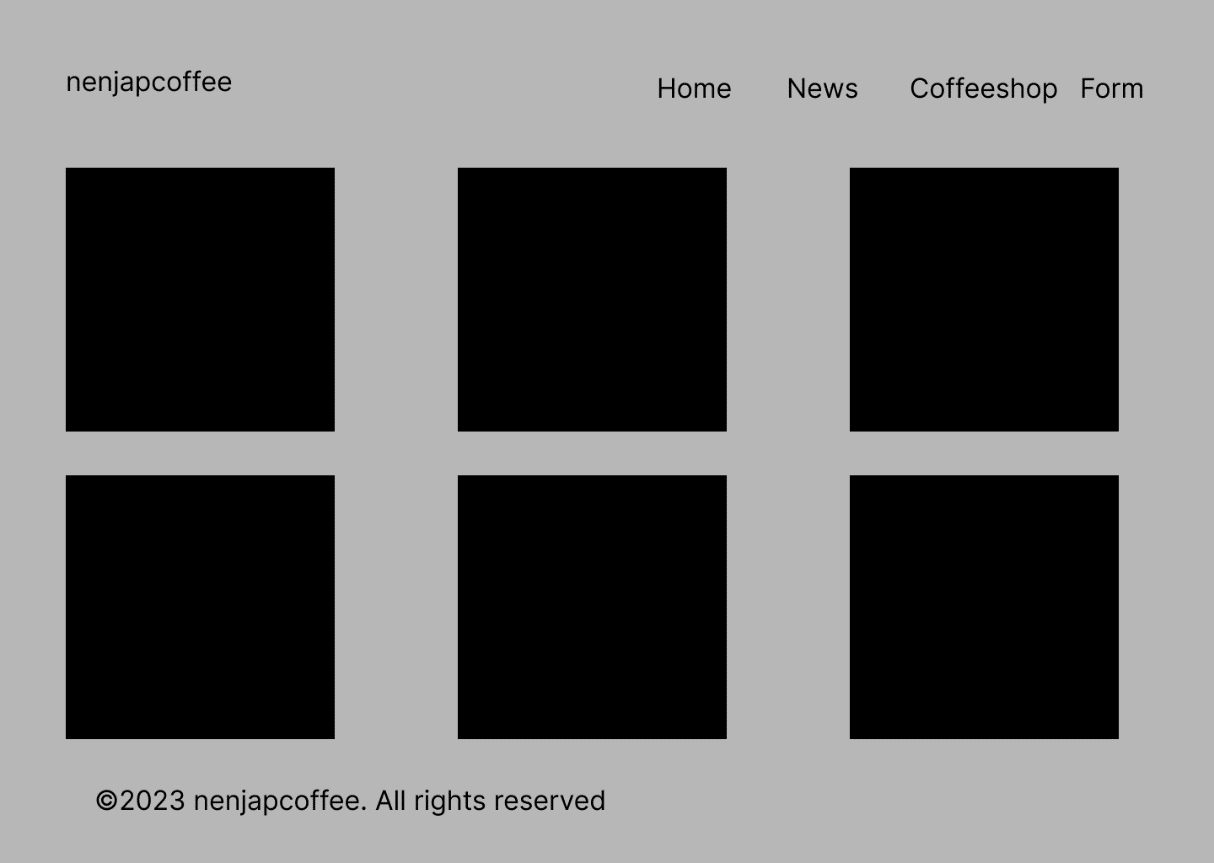 nenjapcoffee
Home News Coffeeshop Form
©2023 nenjapcoffee. All rights reserved